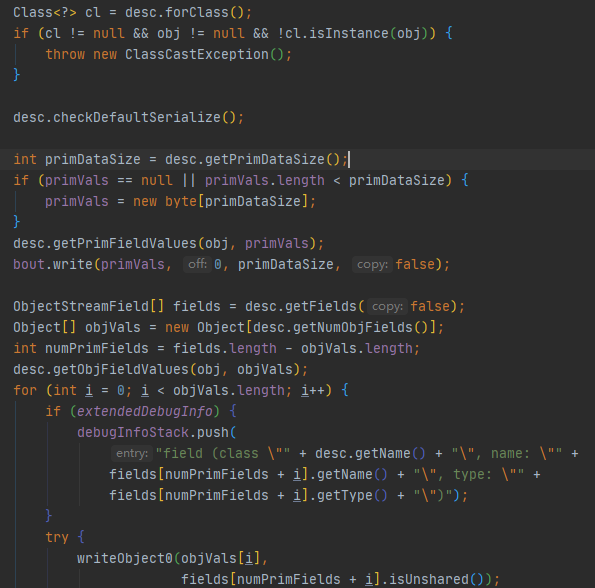 Class<?> cl = desc.forClass();
if (cl != null && obj != null && !cl.isInstance(obj)) {
throw new ClassCastException();
}
desc.checkDefaultSerialize();
int primDataSize = desc.getPrimDataSize();
if (primVals == null || primVals.length < primDataSize) {
primVals = new byte[primDataSize];
}
desc.getPrimFieldValues(obj, primVals);
bout.write(primVals, off: 0, primDataSize, copy: false);
ObjectStreamField[] fields = desc.getFields( copy: false);
Object[] objVals = new Object[desc.getNumObjFields()];
int numPrimFields = fields.length - objVals.length;
desc.getObjFieldValues(obj, objVals);
for (int i = 0; i < objVals.length; i++) {
if (extendedDebugInfo) {
debugInfoStack.push(
entry: "field (class \"" + desc.getName() + "\", name: \"" +
fields[numPrimFields + i].getName() + "\", type: \"" +
fields[numPrimFields + i].getType() + "\")");
}
try {
writeObject0(objVals[i],
fields[numPrimFields + i].isUnshared());